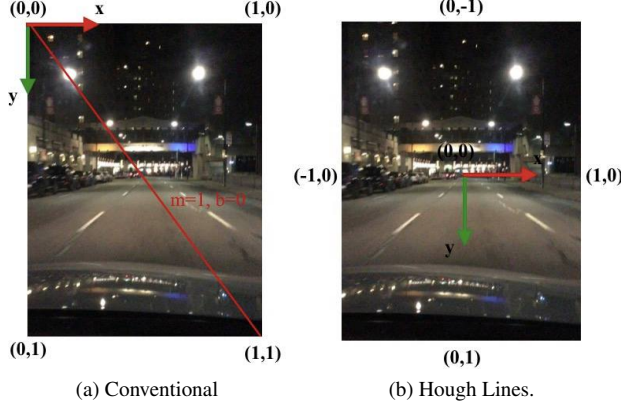 (0,0)
x
(1,0)
y
m=1, b=0
(0,1)
(1,1)
(a) Conventional
(0,-1)
(0,0)
x
(-1,0)
(1,0)
y
(0,1)
(b) Hough Lines.